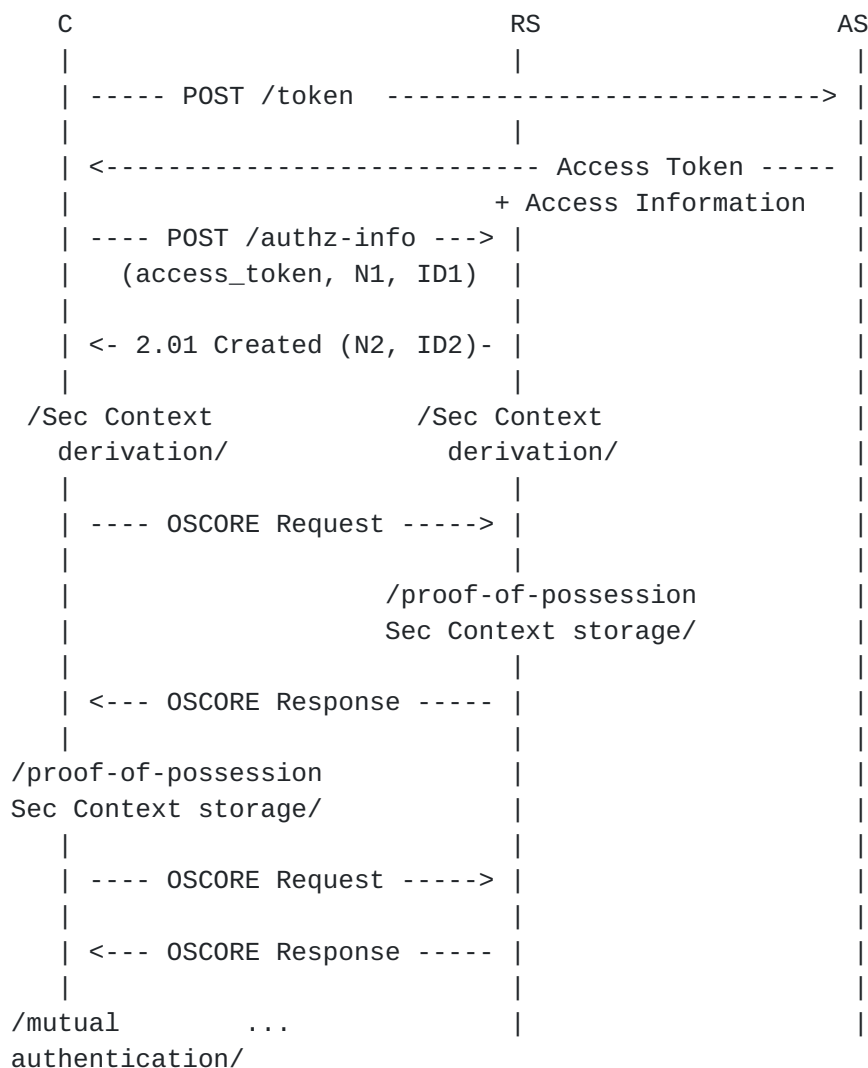 C                            RS                   AS
|                            |                     |
| ----- POST /token  ----------------------------> |
|                            |                     |
| <---------------------------- Access Token ----- |
|                           + Access Information   |
| ---- POST /authz-info ---> |                     |
|   (access_token, N1, ID1)  |                     |
|                            |                     |
| <- 2.01 Created (N2, ID2)- |                     |
|                            |                     |
/Sec Context             /Sec Context             |
derivation/              derivation/            |
|                            |                     |
| ---- OSCORE Request -----> |                     |
|                            |                     |
|                    /proof-of-possession          |
|                    Sec Context storage/          |
|                            |                     |
| <--- OSCORE Response ----- |                     |
|                            |                     |
/proof-of-possession            |                     |
Sec Context storage/            |                     |
|                            |                     |
| ---- OSCORE Request -----> |                     |
|                            |                     |
| <--- OSCORE Response ----- |                     |
|                            |                     |
/mutual        ...              |                     |
authentication/